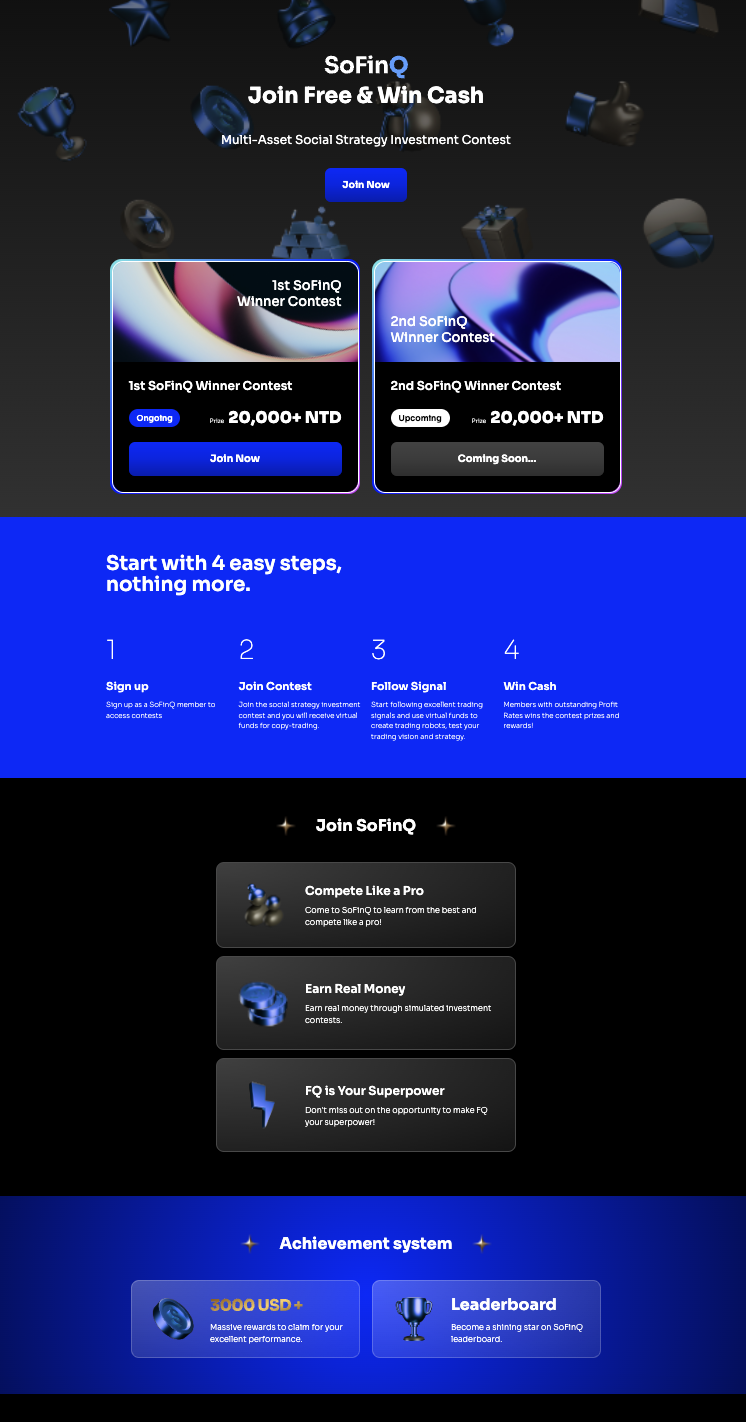 SoFinQ
Join Free & Win Cash
Multi-Asset Social Strategy Investment Contest
Join Now
1st SoFinQ
Winner Contest
1st SoFinQ Winner Contest
Ongoing
Prize 20,000+ NTD
Join Now
2nd SoFinQ
Winner Contest
2nd SoFinQ Winner Contest
Upcoming
Prize 20,000+ NTD
Coming Soon...
Start with 4 easy steps,
nothing more.
1
Sign up
Sign up as a SoFinQ member to
access contests
2
Join Contest
Join the social strategy investment
contest and you will receive virtual
funds for copy-trading.
3
Follow Signal
Start following excellent trading
signals and use virtual funds to
create trading robots, test your
trading vision and strategy.
4
Win Cash
Members with outstanding Profit
Rates wins the contest prizes and
rewards!
Join SoFinQ
Compete Like a Pro
Come to SoFinQ to learn from the best and
compete like a pro!
Earn Real Money
Earn real money through simulated investment
contests.
FQ is Your Superpower
Don't miss out on the opportunity to make FQ
your superpower!
Achievement system
3000 USD+
Massive rewards to claim for your
excellent performance.
Leaderboard
Become a shining star on SoFinQ
leaderboard.